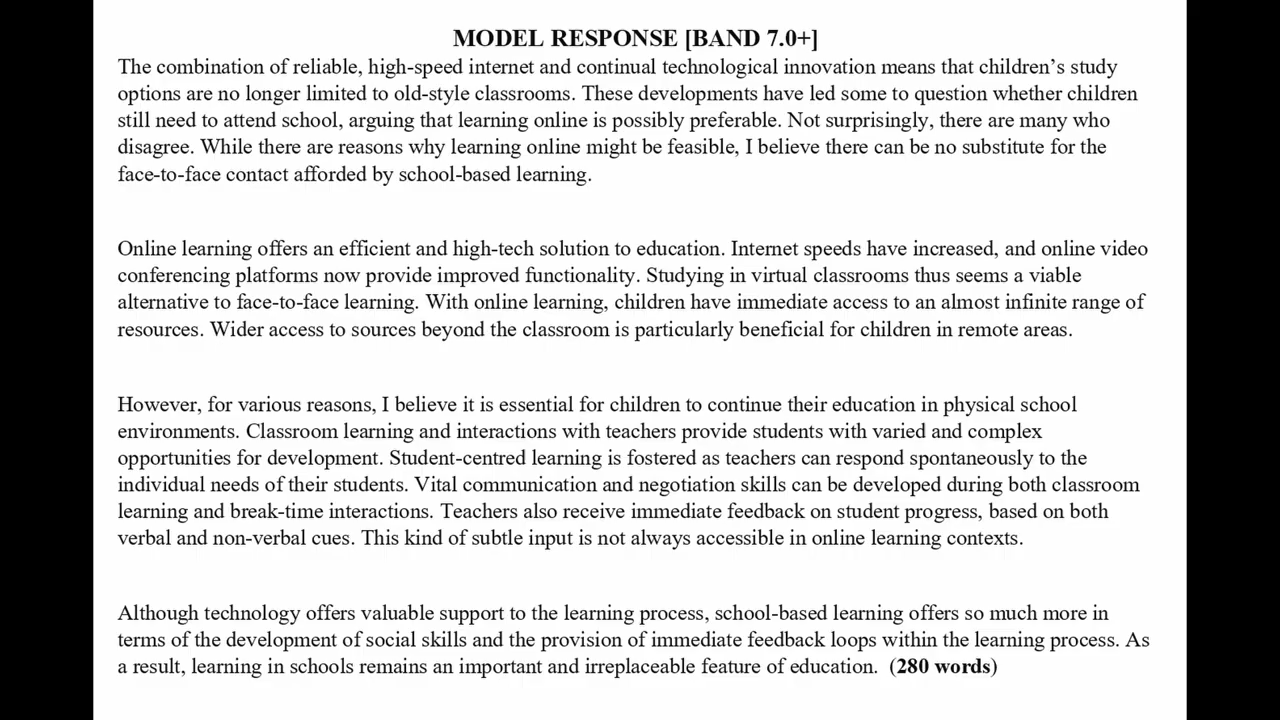 MODEL RESPONSE [BAND 7.0+]
The combination of reliable, high-speed internet and continual technological innovation means that children’s study
options are no longer limited to old-style classrooms. These developments have led some to question whether children
still need to attend school, arguing that learning online is possibly preferable. Not surprisingly, there are many who
disagree. While there are reasons why learning online might be feasible, I believe there can be no substitute for the
face-to-face contact afforded by school-based learning.
Online learning offers an efficient and high-tech solution to education. Internet speeds have increased, and online video
conferencing platforms now provide improved functionality. Studying in virtual classrooms thus seems a viable
alternative to face-to-face learning. With online learning, children have immediate access to an almost infinite range of
resources. Wider access to sources beyond the classroom is particularly beneficial for children in remote areas.
However, for various reasons, I believe it is essential for children to continue their education in physical school
environments. Classroom learning and interactions with teachers provide students with varied and complex
opportunities for development. Student-centred learning is fostered as teachers can respond spontaneously to the
individual needs of their students. Vital communication and negotiation skills can be developed during both classroom
learning and break-time interactions. Teachers also receive immediate feedback on student progress, based on both
verbal and non-verbal cues. This kind of subtle input is not always accessible in online learning contexts.
Although technology offers valuable support to the learning process, school-based learning offers so much more in
terms of the development of social skills and the provision of immediate feedback loops within the learning process. As
a result, learning in schools remains an important and irreplaceable feature of education. (280 words)